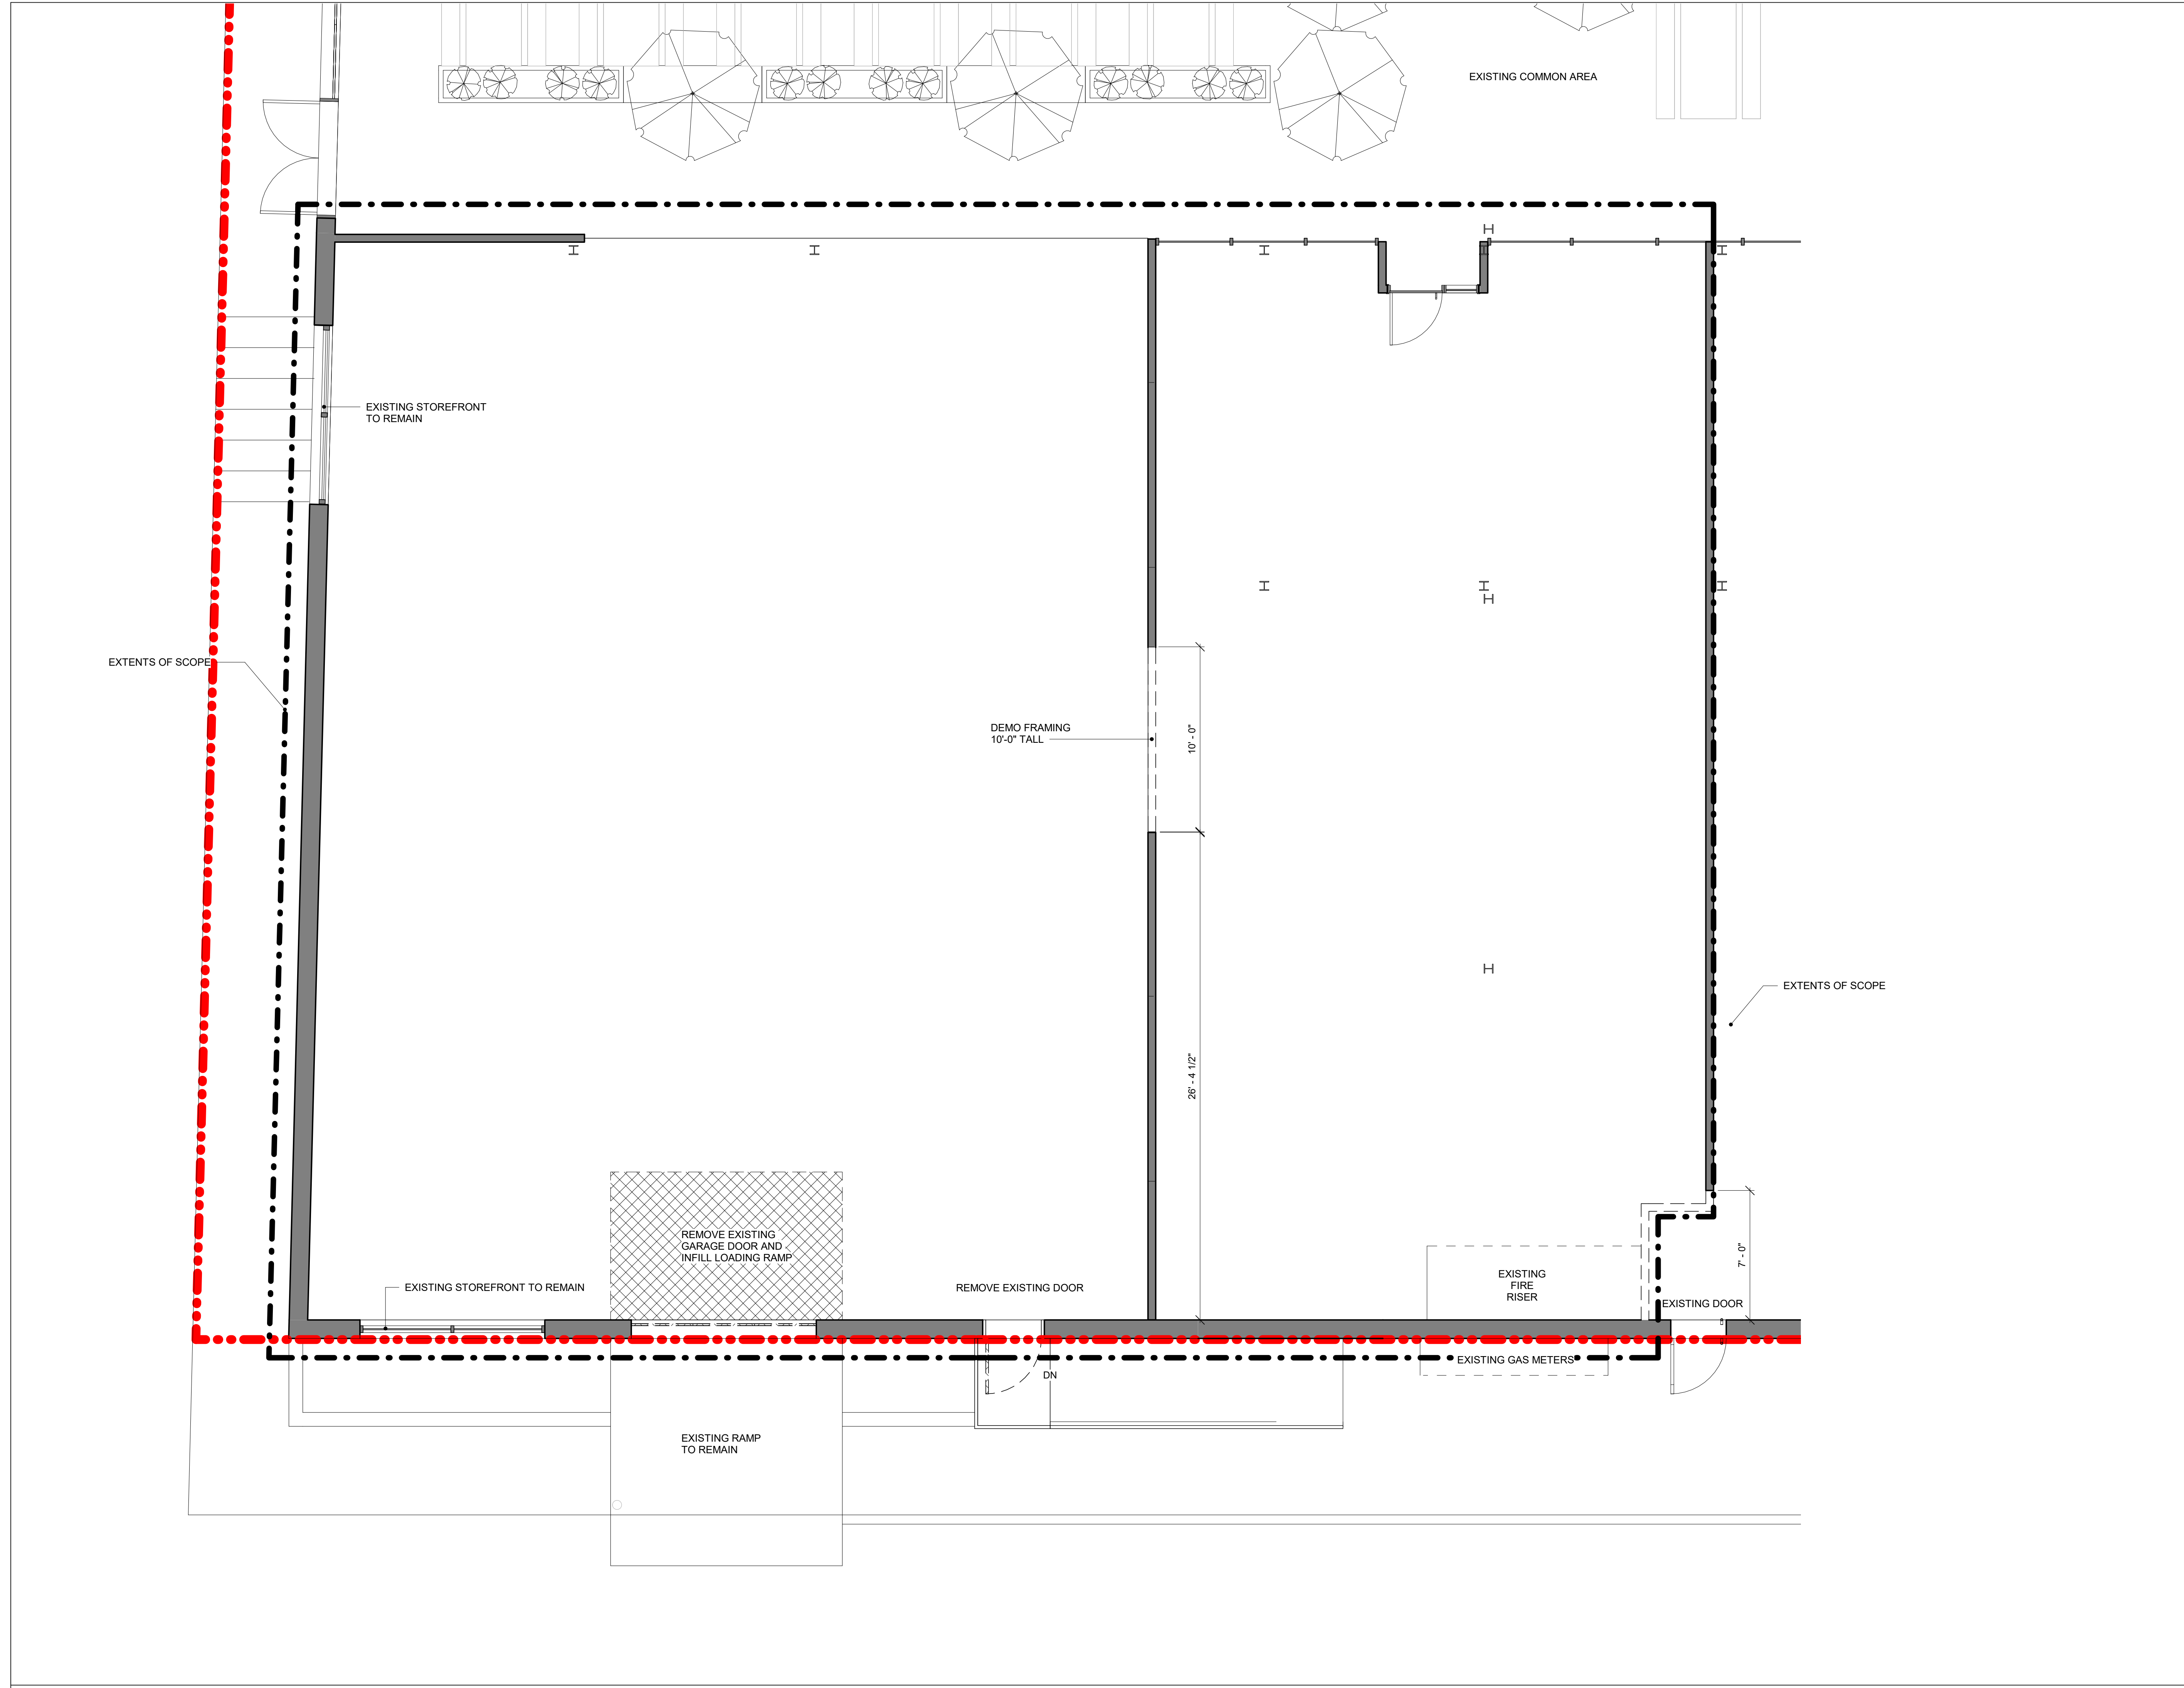 EXISTING COMMON AREA
EXISTING STOREFRONT
TO REMAIN
EXTENTS OF SCOPE
DEMO FRAMING
10'-0" TALL
10' - 0"
EXTENTS OF SCOPE
26' - 4 1/2"
REMOVE EXISTING
GARAGE DOOR AND
INFILL LOADING RAMP
7' - 0"
EXISTING STOREFRONT TO REMAIN
REMOVE EXISTING DOOR
EXISTING
FIRE
RISER
EXISTING DOOR
EXISTING GAS METERS
DN
EXISTING RAMP
TO REMAIN